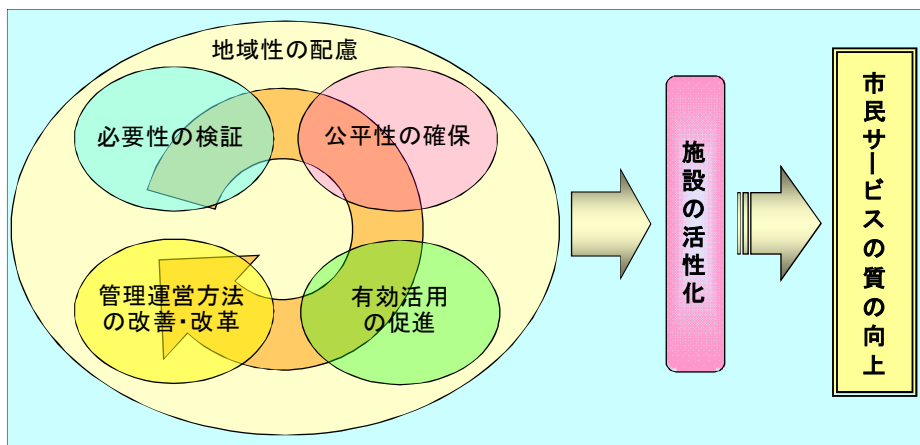 地域性の配慮
必要性の検証
公平性の確保
管理運営方法
の改善・改革
有効活用
の促進
施設の活性化
市民サービスの質の向上